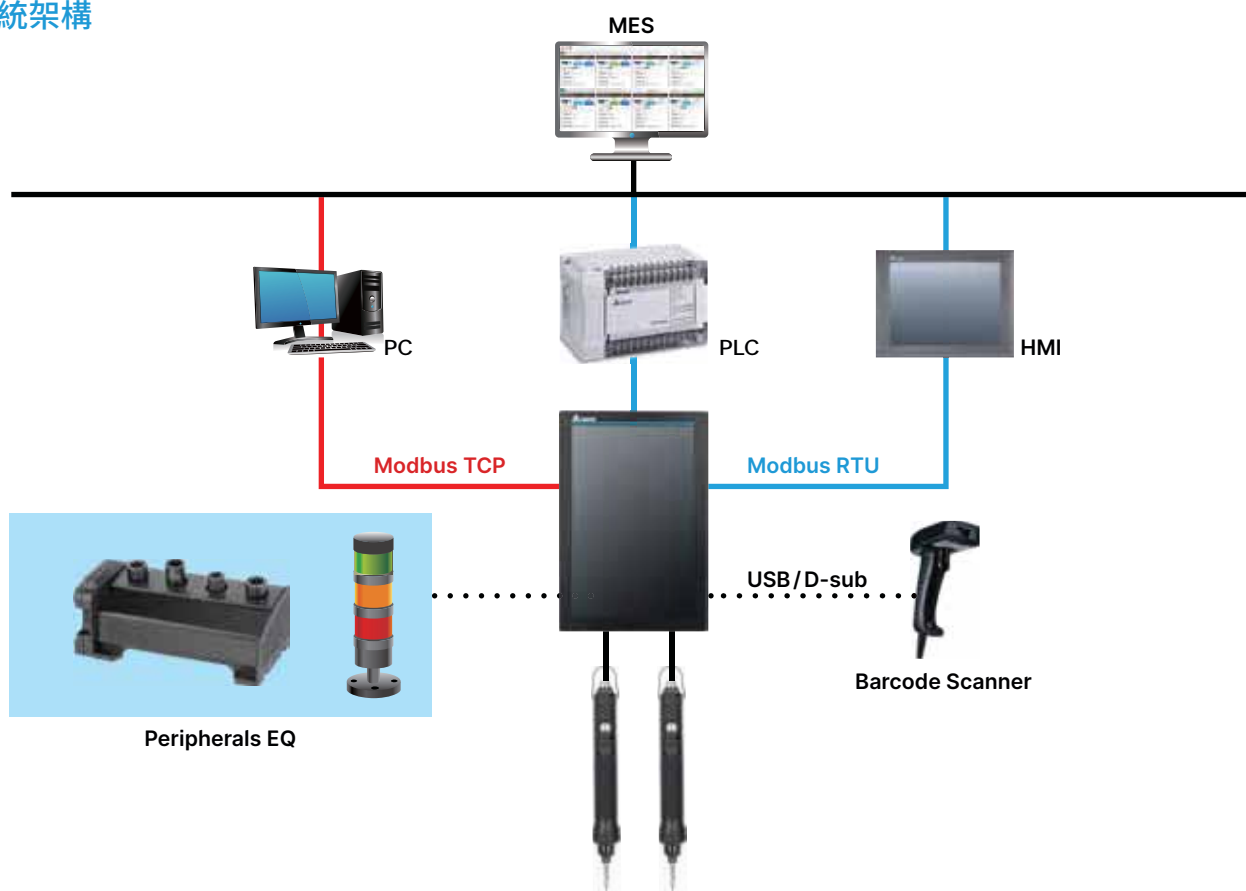 統架構
MES
PC
PLC
HMI
Modbus TCP
Modbus RTU
USB/D-sub
Barcode Scanner
Peripherals EQ